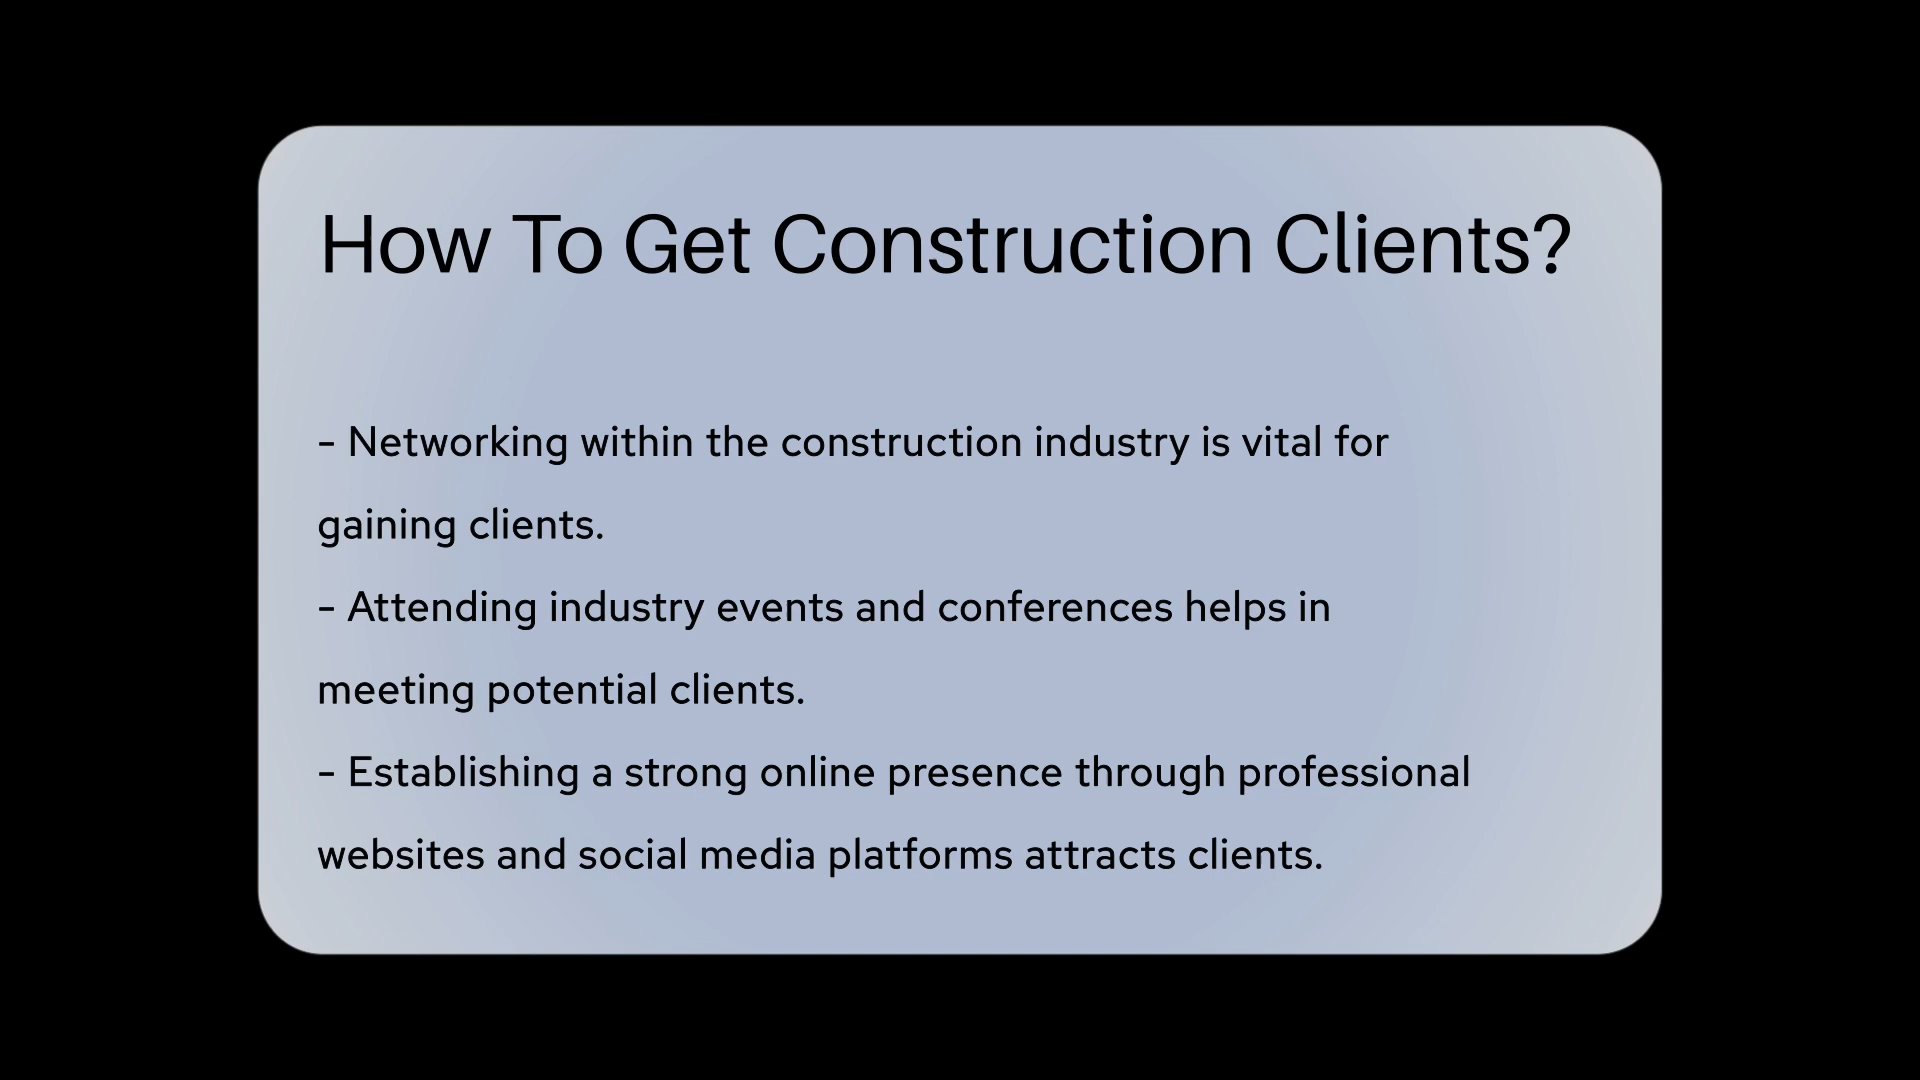 How To Get Construction Clients?
- Networking within the construction industry is vital for
gaining clients.
- Attending industry events and conferences helps in
meeting potential clients.
- Establishing a strong online presence through professional
websites and social media platforms attracts clients.